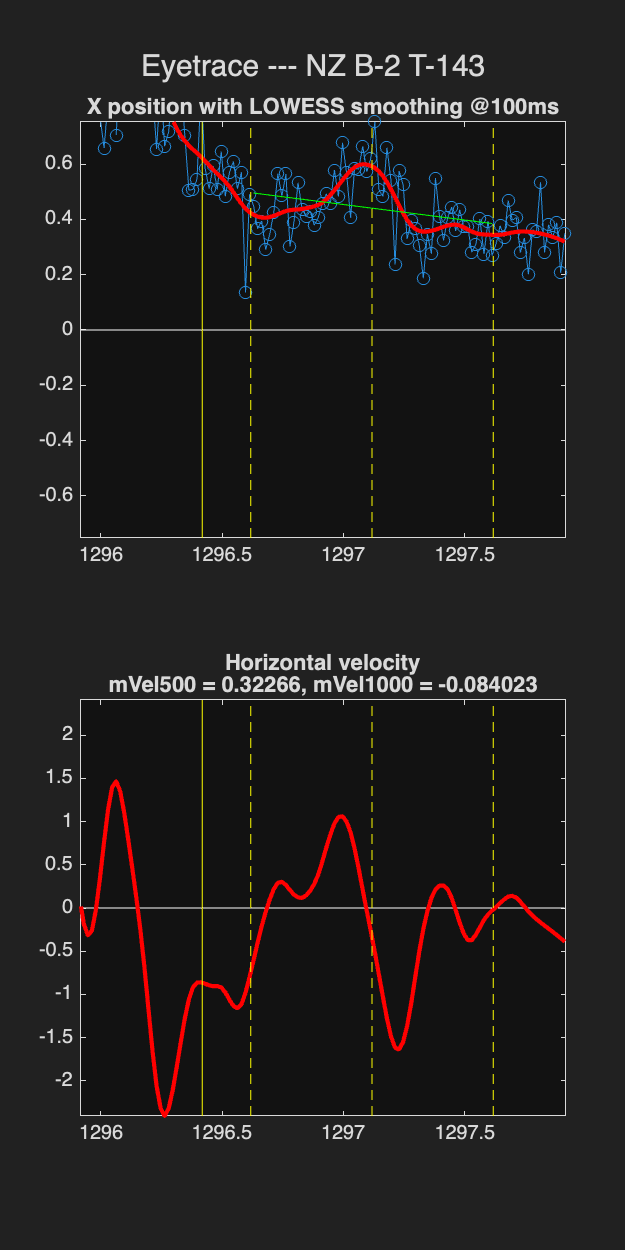 Eyetrace --- NZ B-2 T-143
X position with LOWESS smoothing @100ms
0.6
0.4
0.2
0
-0.2
-0.4
-0.6
1296 1296.5 1297 1297.5
Horizontal velocity
mVel500 = 0.32266, mVel1000 = -0.084023
2
1.5
1
0.5
0
-0.5
-1
-1.5
-2
1296 1296.5 1297 1297.5